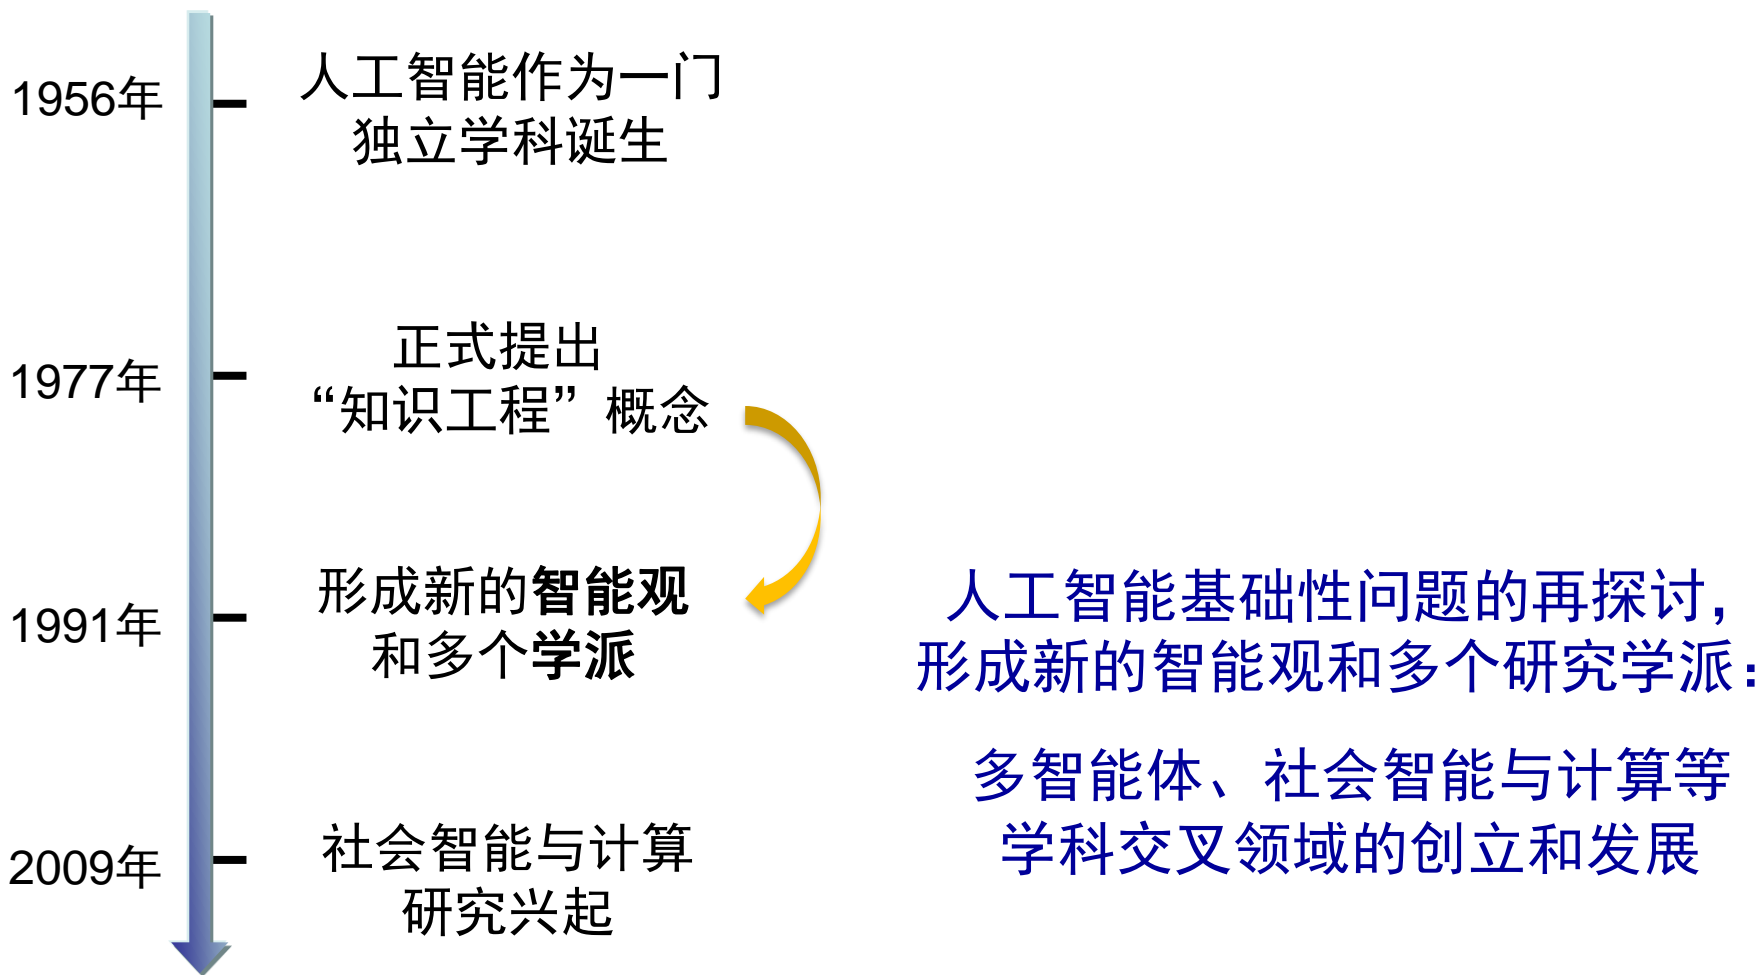 1956年
人工智能作为一门
独立学科诞生
1977年
正式提出
“知识工程”概念
1991年
形成新的智能观
和多个学派
人工智能基础性问题的再探讨，
形成新的智能观和多个研究学派：
多智能体、社会智能与计算等
学科交叉领域的创立和发展
2009年
社会智能与计算
研究兴起